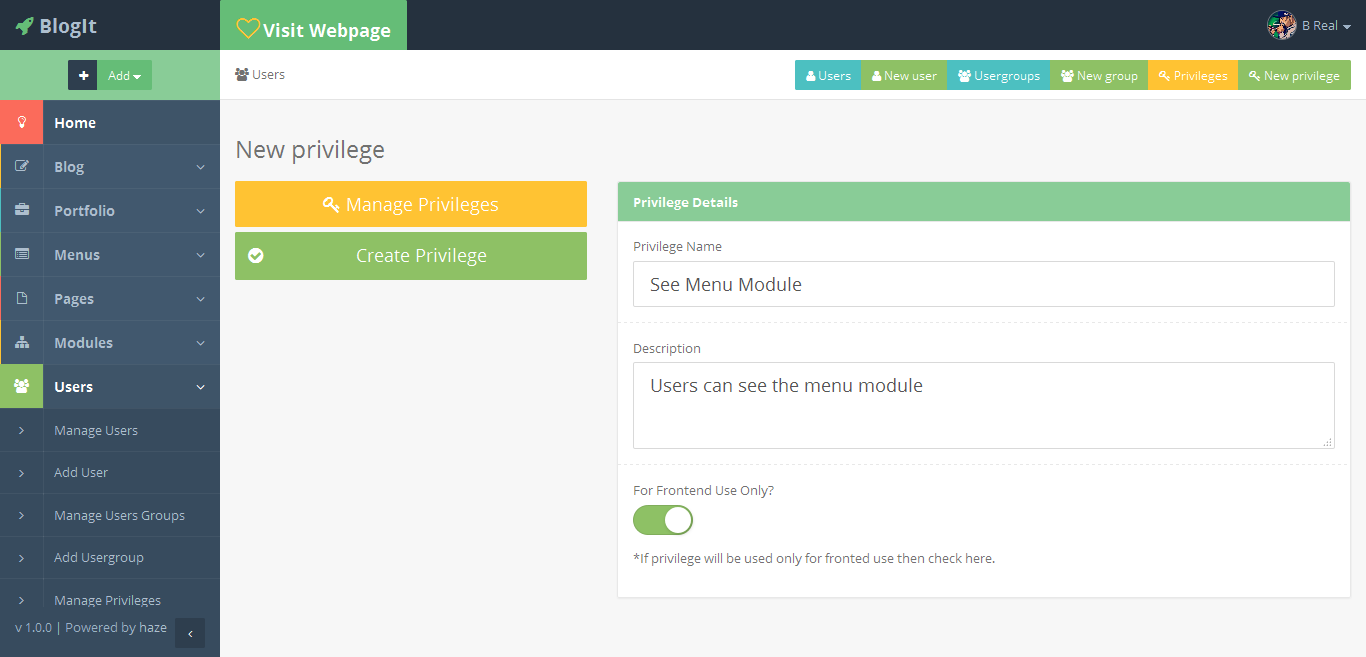 BlogIt
Visit Webpage
B Real
Add
Users
Users
New user
Usergroups
New group
Privileges
New privilege
Home
Blog
Portfolio
Menus
Pages
Modules
Users
Manage Users
Add User
Manage Users Groups
Add Usergroup
Manage Privileges
v 1.0.0 | Powered by haze
New privilege
Manage Privileges
Create Privilege
Privilege Details
Privilege Name
See Menu Module
Description
Users can see the menu module
For Frontend Use Only?
*If privilege will be used only for fronted use then check here.